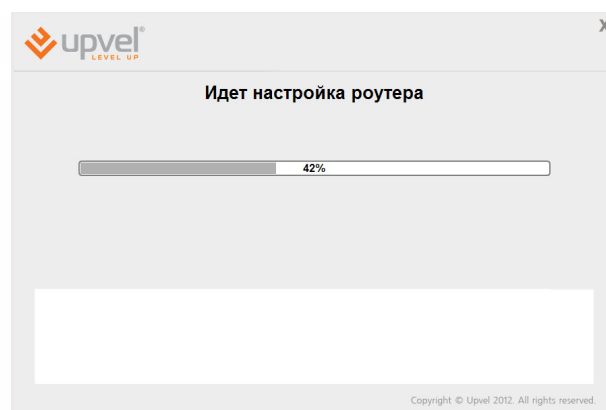 X
upvel®
LEVEL UP
Идет настройка роутера
42%
Copyright © Upvel 2012. All rights reserved.